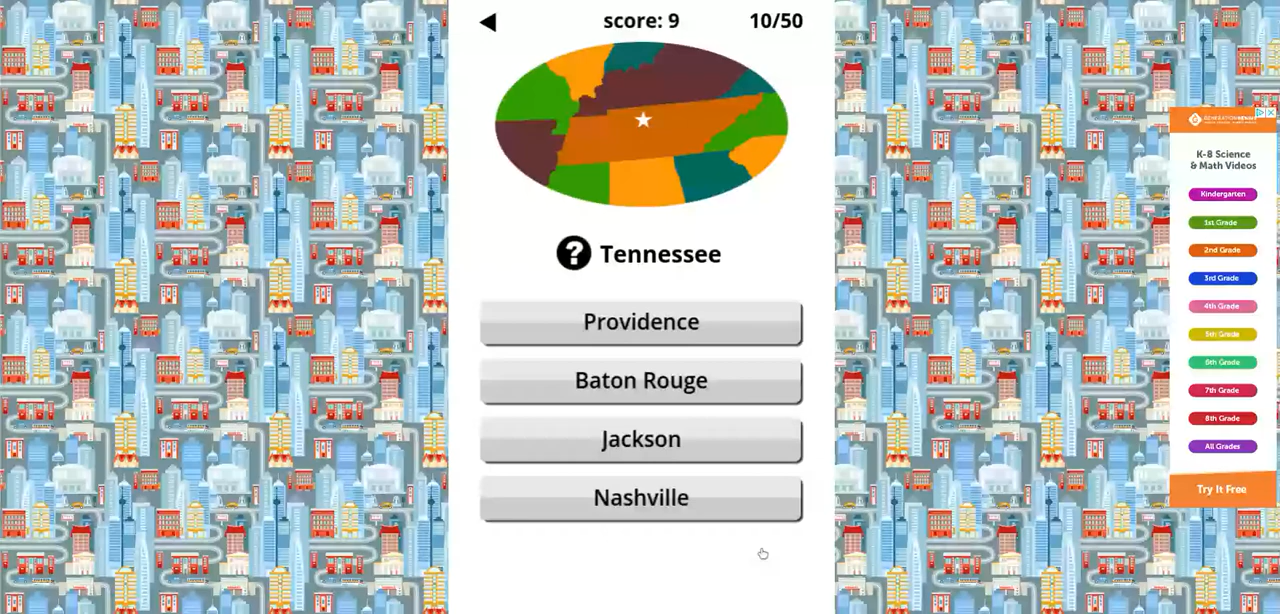 score: 9
10/50
? Tennessee
Providence
Baton Rouge
Jackson
Nashville
K-8 Science
& Math Videos
Kindergarten
1st Grade
2nd Grade
3rd Grade
4th Grade
5th Grade
6th Grade
7th Grade
8th Grade
All Grades
Try It Free